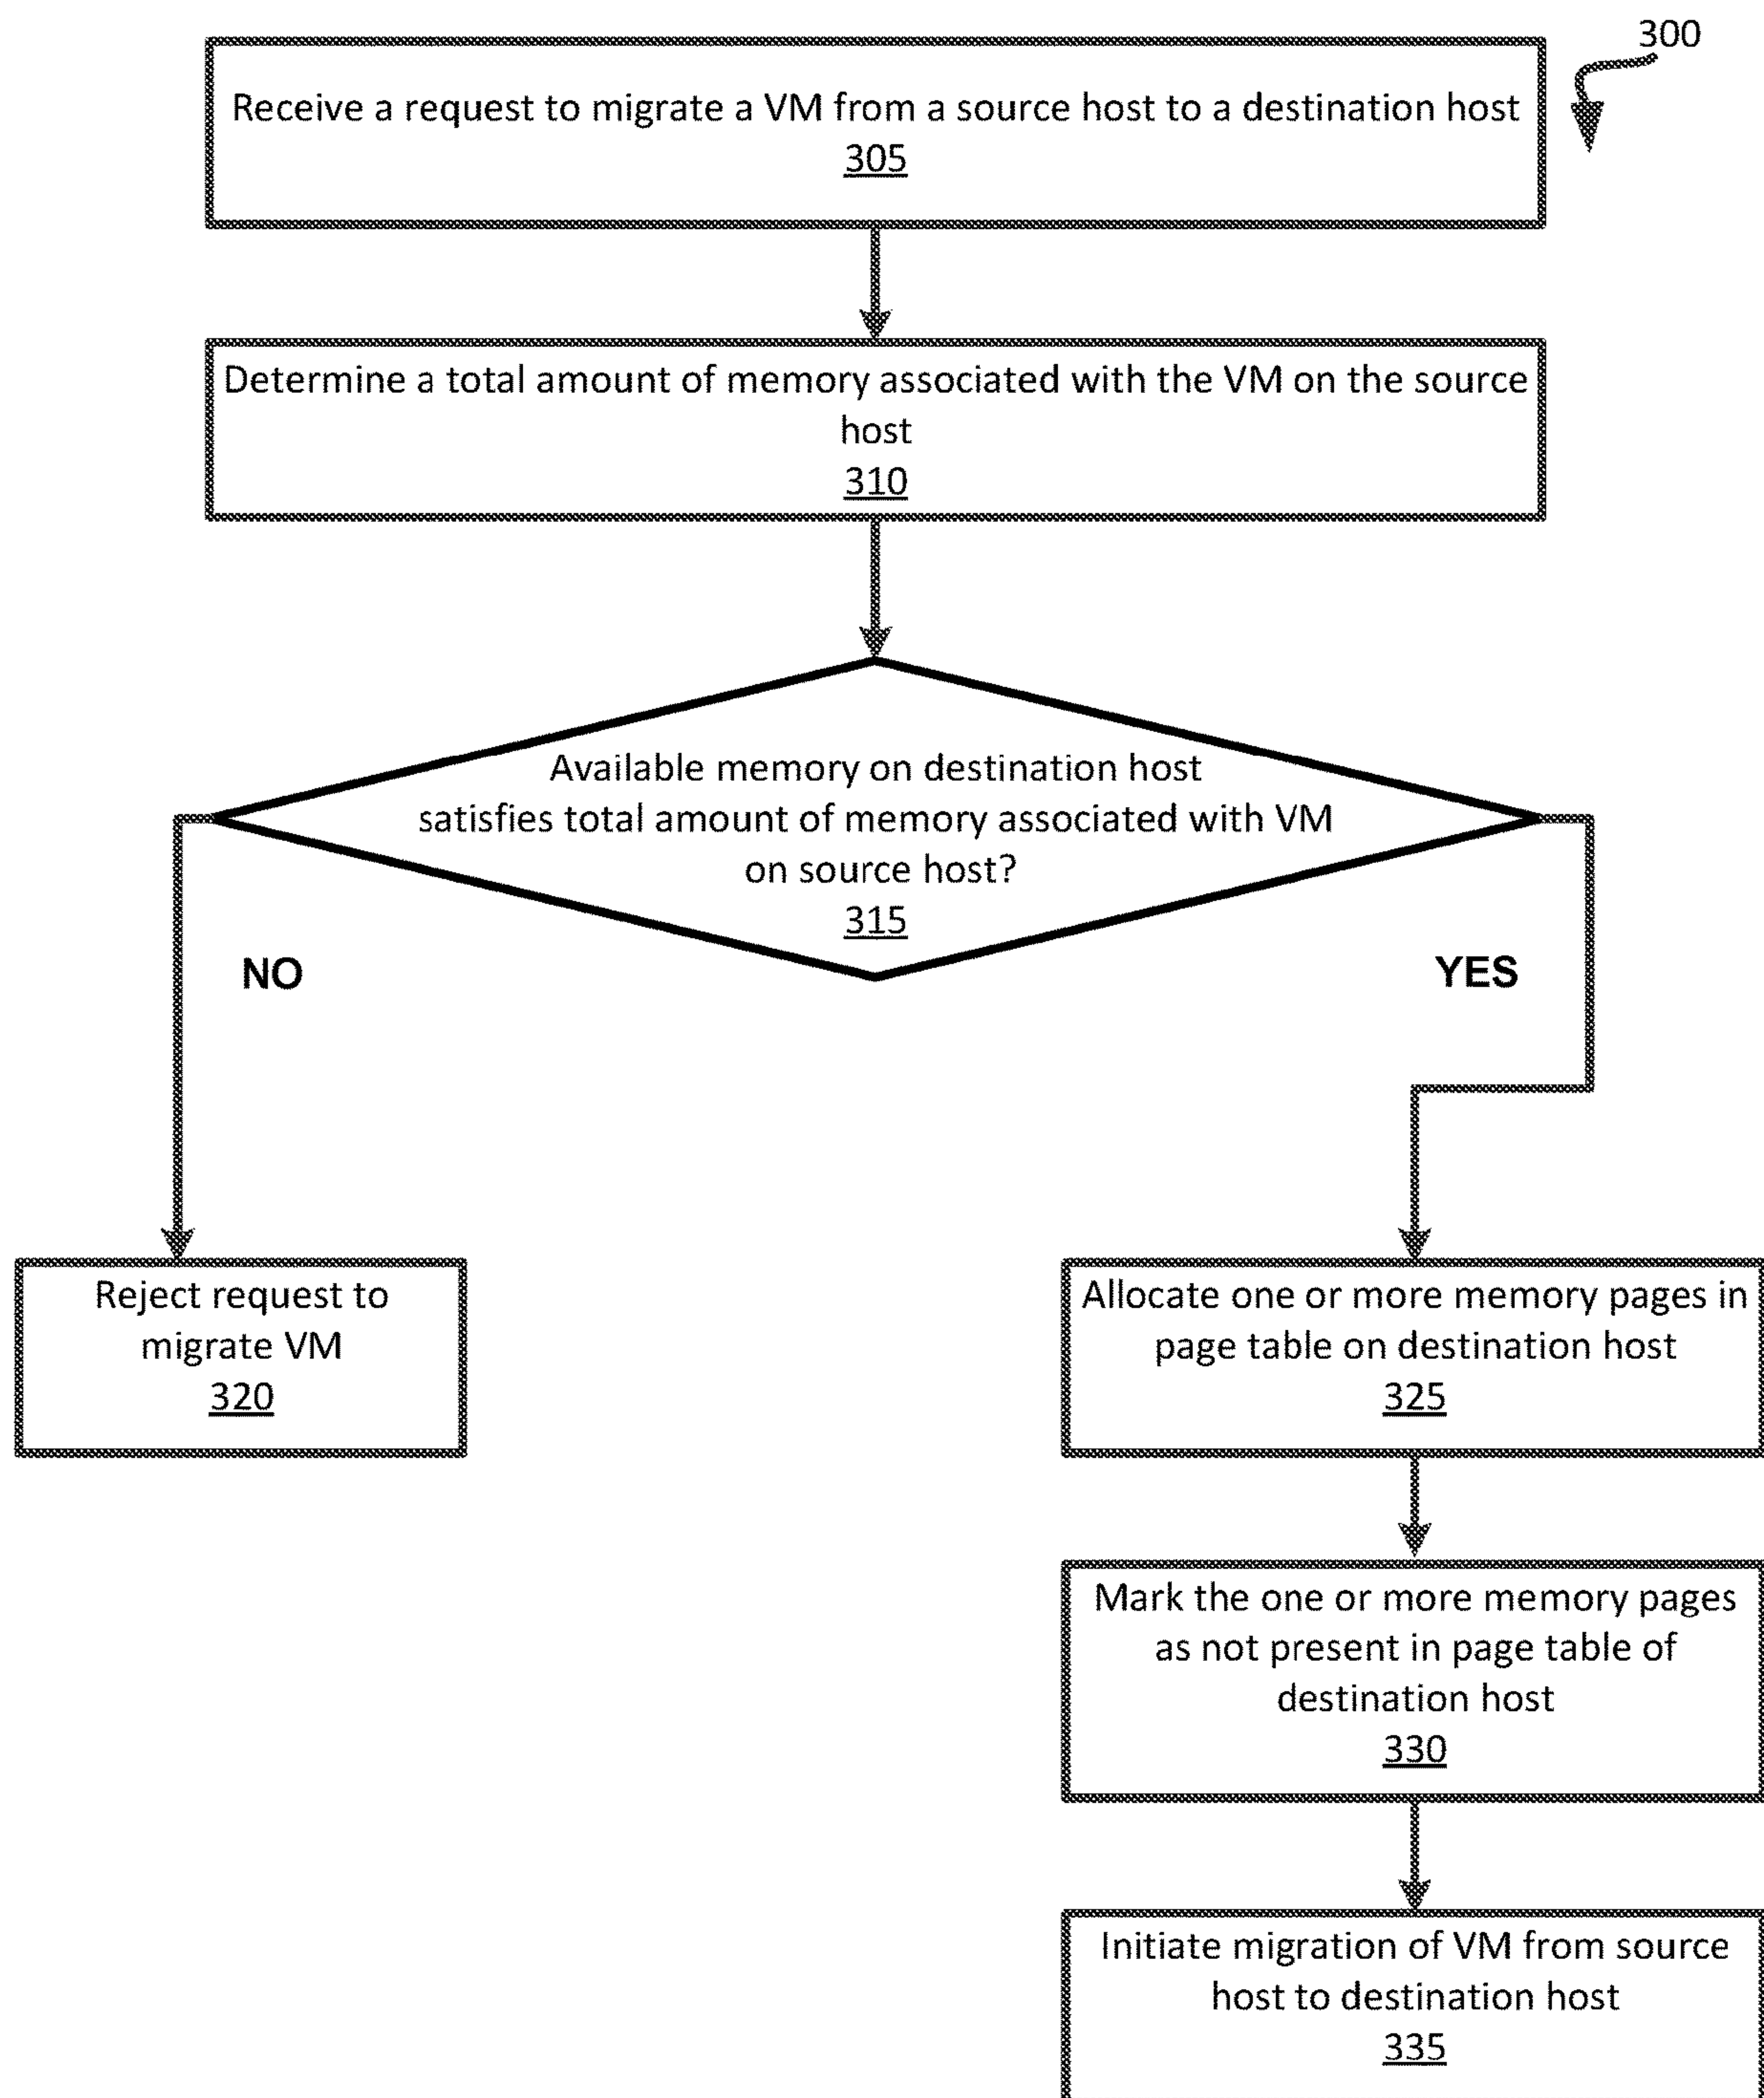 300
Receive a request to migrate a VM from a source host to a destination host
305
Determine a total amount of memory associated with the VM on the source
host
310
Available memory on destination host
satisfies total amount of memory associated with VM
on source host?
315
NO
YES
Reject request to
migrate VM
320
Allocate one or more memory pages in
page table on destination host
325
Mark the one or more memory pages
as not present in page table of
destination host
330
Initiate migration of VM from source
host to destination host
335